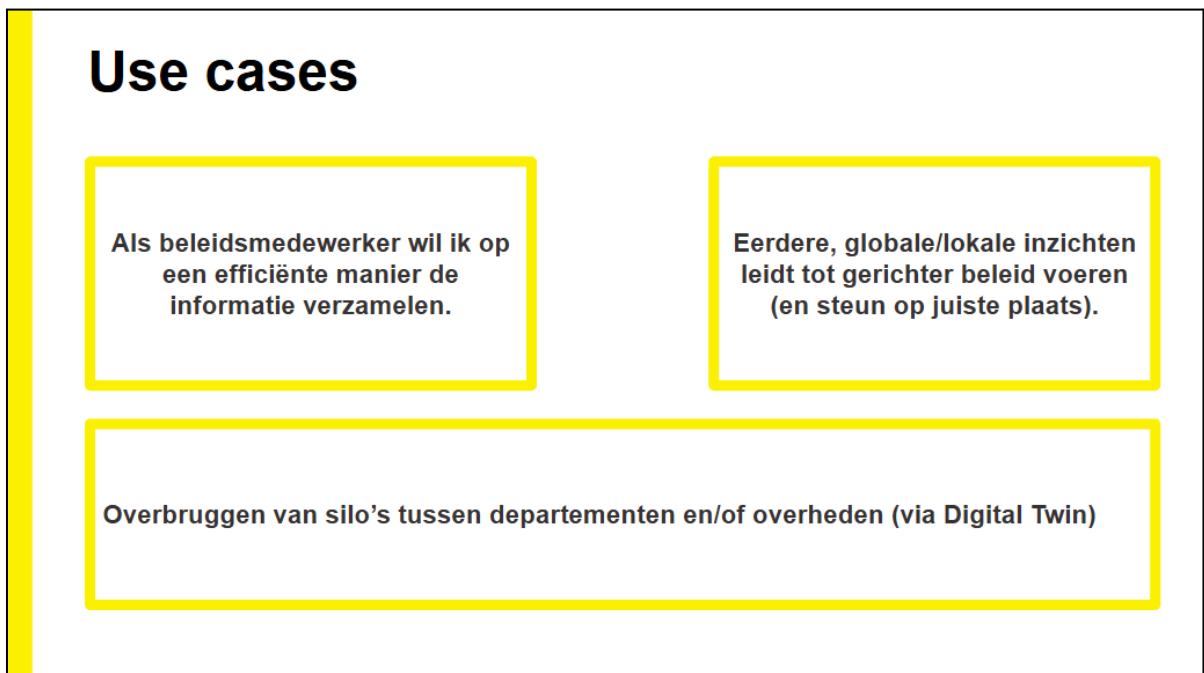 Use cases
Als beleidsmedewerker wil ik op
een efficiënte manier de
informatie verzamelen.
Eerdere, globale/lokale inzichten
leidt tot gerichter beleid voeren
(en steun op juiste plaats).
Overbruggen van silo’s tussen departementen en/of overheden (via Digital Twin)